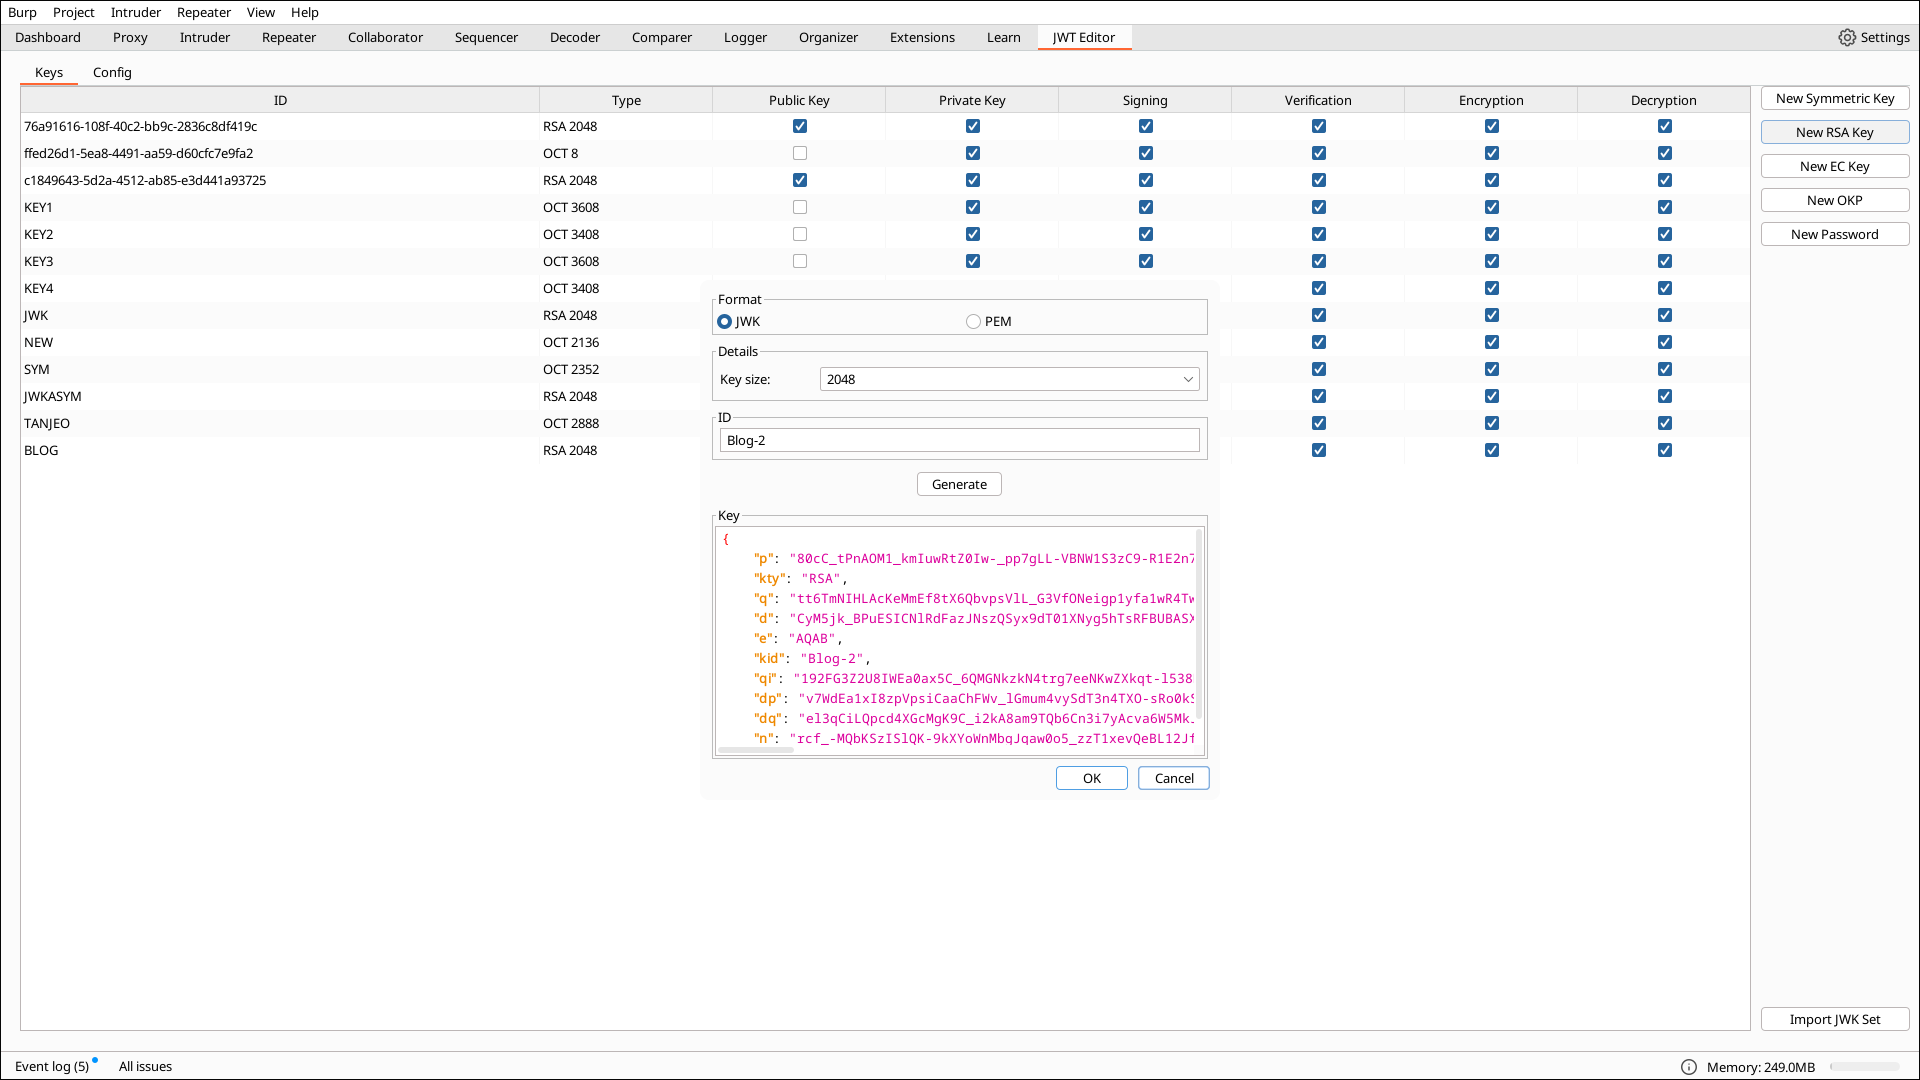 Burp Project Intruder Repeater View Help
Dashboard Proxy Intruder Repeater Collaborator Sequencer Decoder Comparer Logger Organizer Extensions Learn JWT Editor Settings
Keys Config
ID Type Public Key Private Key Signing Verification Encryption Decryption
76a91616-108f-40c2-bb9c-2836c8df419c RSA 2048
ffed26d1-5ea8-4491-aa59-d60cfc7e9fa2 OCT 8
c1849643-5d2a-4512-ab85-e3d441a93725 RSA 2048
KEY1 OCT 3608
KEY2 OCT 3408
KEY3 OCT 3608
KEY4 OCT 3408
JWK RSA 2048
NEW OCT 2136
SYM OCT 2352
JWKASYM RSA 2048
TANJEO OCT 2888
BLOG RSA 2048
New Symmetric Key
New RSA Key
New EC Key
New OKP
New Password
Format
JWK PEM
Details
Key size: 2048
ID
Blog-2
Generate
Key
{
"p": "80cC_tPnAOM1_kmIuwRtZ0Iw-_pp7gLL-VBNW1S3zC9-R1E2n7
"kty": "RSA",
"q": "tt6TmNIHLAcKeMmEf8tX6QbvpsVlL_G3VfONeigp1yfa1wR4Tw
"d": "CyM5jk_BPuESICNlRdFazJNszQSyx9dT01XNyg5hTsRFBUBASX
"e": "AQAB",
"kid": "Blog-2",
"qi": "192FG3Z2U8IWEa0ax5C_6QMGNkzkN4trg7eeNKwZXkqt-l538
"dp": "v7WdEa1xI8zpVpsiCaaChFWv_lGmum4vySdT3n4TXO-sRo0kS
"dq": "el3qCiLQpcd4XGcMgK9C_i2kA8am9TQb6Cn3i7yAcva6W5Mk
"n": "rcf_-MQbKSzISlQK-9kXYoWnMbqJqaw0o5_zzT1xevQeBL12Jf
OK Cancel
Import JWK Set
Event log (5) All issues Memory: 249.0MB